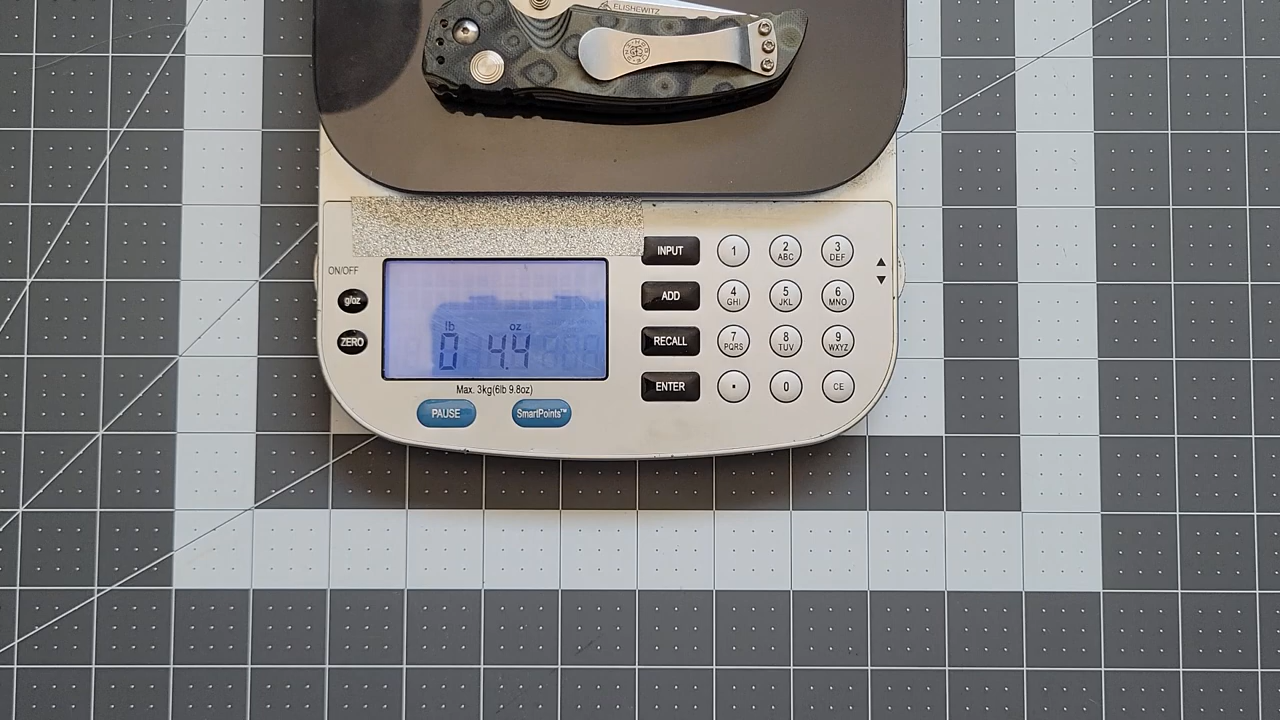 ELISHEWITZ
INPUT 1 2 ABC 3 DEF
ON/OFF
g/oz
ADD 4 GHI 5 JKL 6 MNO
lb oz
0 4.4
ZERO
RECALL 7 PQRS 8 TUV 9 WXYZ
Max. 3kg(6lb 9.8oz)
ENTER . 0 CE
PAUSE SmartPoints™